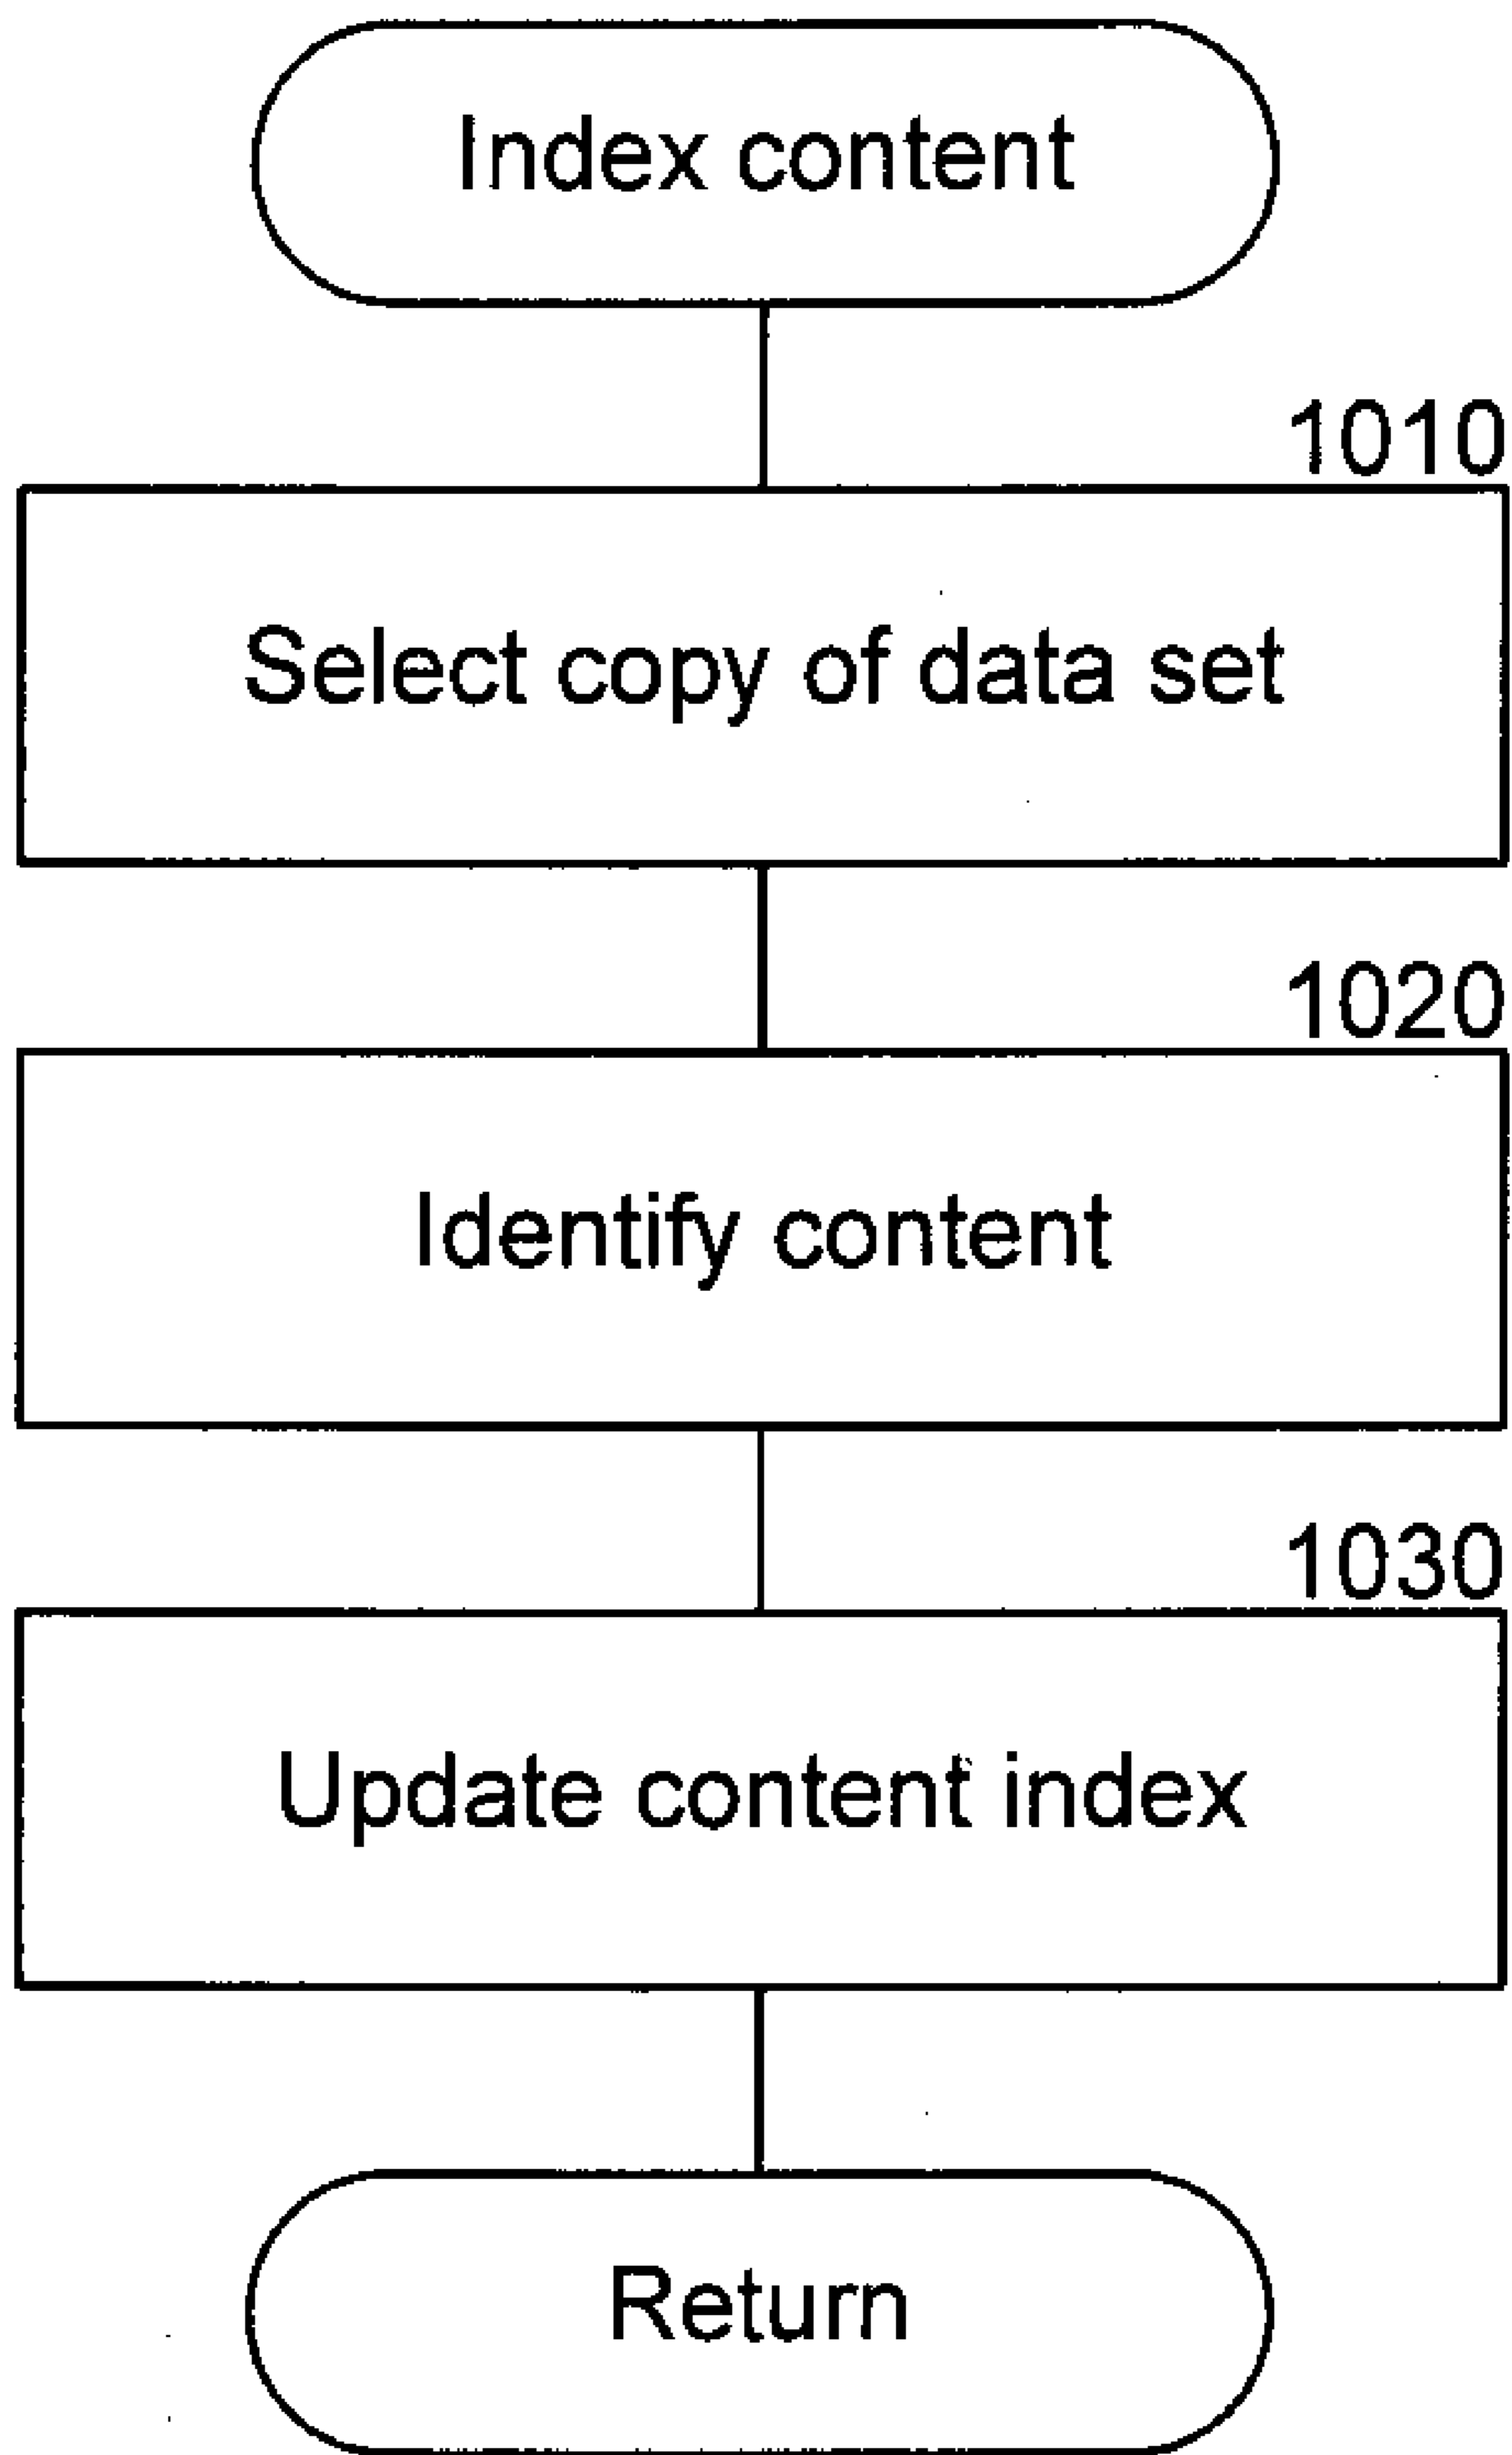 Index content
1010
Select copy of data set
1020
Identify content
1030
Update content index
Return